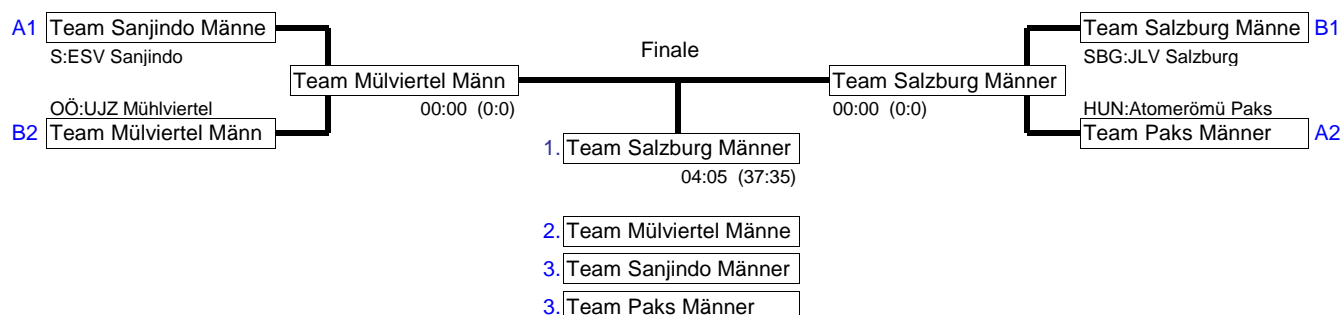 A1 Team Sanjindo Männe
S:ESV Sanjindo
OÖ:UJZ Mühlviertel
B2 Team Mülviertel Männ
Team Mülviertel Männ
00:00 (0:0)
Finale
Team Salzburg Männer
00:00 (0:0)
Team Salzburg Männe B1
SBG:JLV Salzburg
HUN:Atomerömü Paks
Team Paks Männer A2
1. Team Salzburg Männer
04:05 (37:35)
2. Team Mülviertel Männe
3. Team Sanjindo Männer
3. Team Paks Männer